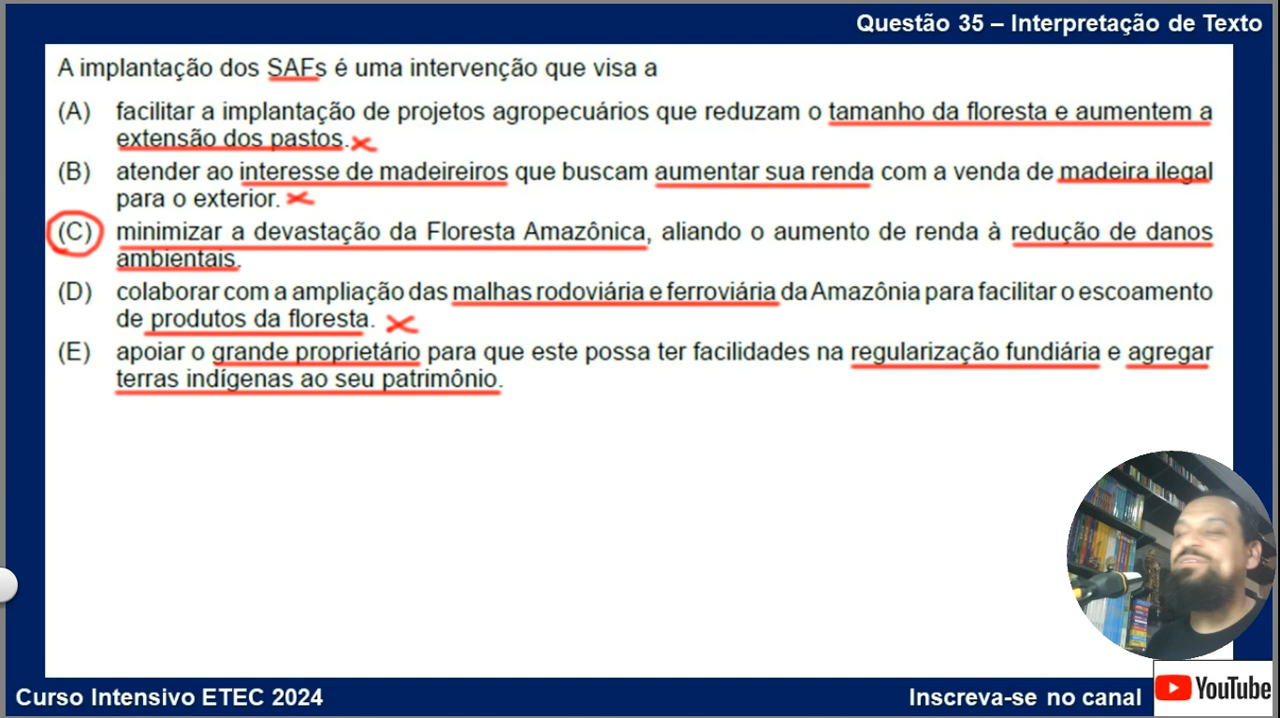 Questão 35 – Interpretação de Texto
A implantação dos SAFs é uma intervenção que visa a
(A) facilitar a implantação de projetos agropecuários que reduzam o tamanho da floresta e aumentem a
extensão dos pastos.
(B) atender ao interesse de madeireiros que buscam aumentar sua renda com a venda de madeira ilegal
para o exterior.
(C) minimizar a devastação da Floresta Amazônica, aliando o aumento de renda à redução de danos
ambientais.
(D) colaborar com a ampliação das malhas rodoviária e ferroviária da Amazônia para facilitar o escoamento
de produtos da floresta.
(E) apoiar o grande proprietário para que este possa ter facilidades na regularização fundiária e agregar
terras indígenas ao seu patrimônio.
Curso Intensivo ETEC 2024
Inscreva-se no canal
YouTube